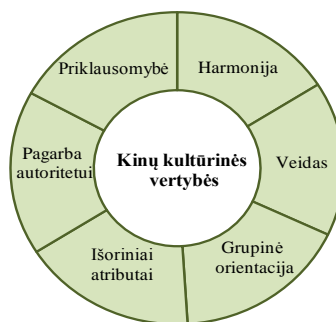 Priklausomybė
Harmonija
Pagarba
autoritetui
Kinų kultūrinės
vertybės
Veidas
Išoriniai
atributai
Grupinė
orientacija